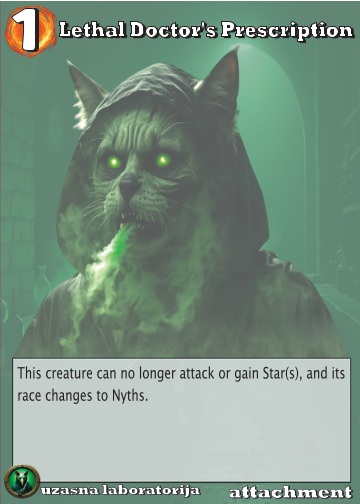 1 Lethal Doctor's Prescription
This creature can no longer attack or gain Star(s), and its
race changes to Nyths.
uzasna laboratorija attachment